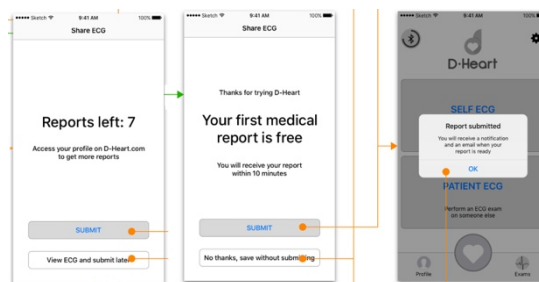 Sketch
9:41 AM
100%
Share ECG
Reports left: 7
Access your profile on D-Heart.com
to get more reports
SUBMIT
View ECG and submit later
Sketch
9:41 AM
100%
Share ECG
Thanks for trying D-Heart
Your first medical
report is free
You will receive your report
within 10 minutes
SUBMIT
No thanks, save without submitting
Sketch
9:41 AM
100%
D-Heart
SELF ECG
Report submitted
You will receive a notification
and an email when your
report is ready
OK
PATIENT ECG
Perform an ECG exam
on someone else
Profile
Exams